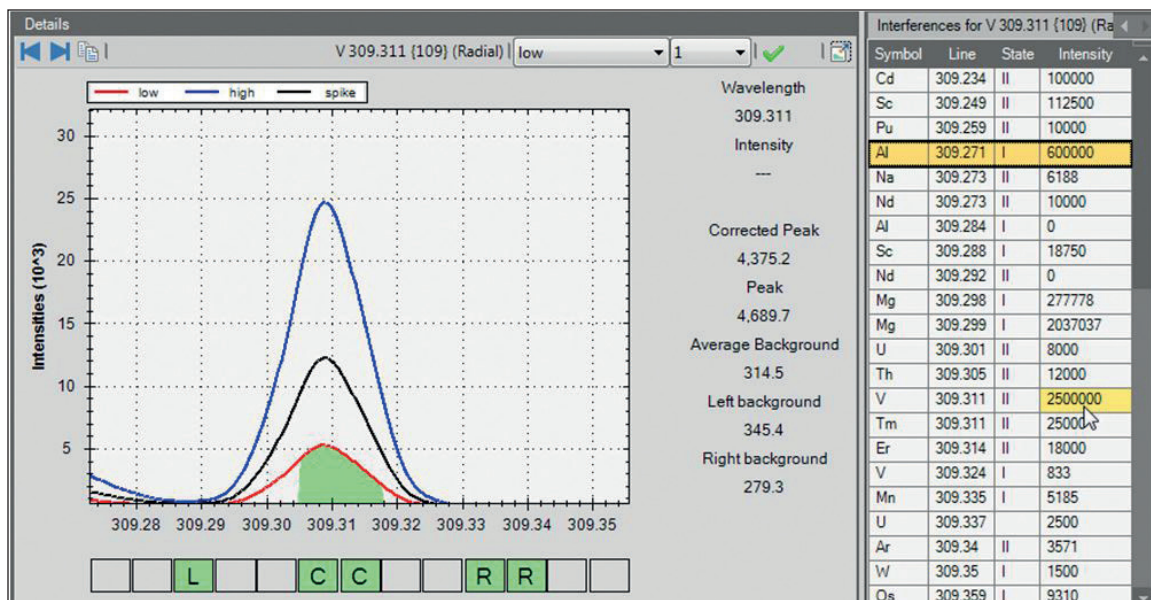 Details
V 309.311 {109} (Radial) low 1
low high spike
Intensities (10^3)
30
25
20
15
10
5
309.28 309.29 309.30 309.31 309.32 309.33 309.34 309.35
L C C R R
Wavelength
309.311
Intensity
---
Corrected Peak
4,375.2
Peak
4,689.7
Average Background
314.5
Left background
345.4
Right background
279.3
Interferences for V 309.311 {109} (Ra
Symbol Line State Intensity
Cd 309.234 II 100000
Sc 309.249 II 112500
Pu 309.259 II 10000
Al 309.271 I 600000
Na 309.273 II 6188
Nd 309.273 II 10000
Al 309.284 I 0
Sc 309.288 I 18750
Nd 309.292 II 0
Mg 309.298 I 277778
Mg 309.299 I 2037037
U 309.301 II 8000
Th 309.305 II 12000
V 309.311 II 2500000
Tm 309.311 II 25000
Er 309.314 II 18000
V 309.324 I 833
Mn 309.335 I 5185
U 309.337 2500
Ar 309.34 II 3571
W 309.35 I 1500
Os 309.359 I 9310